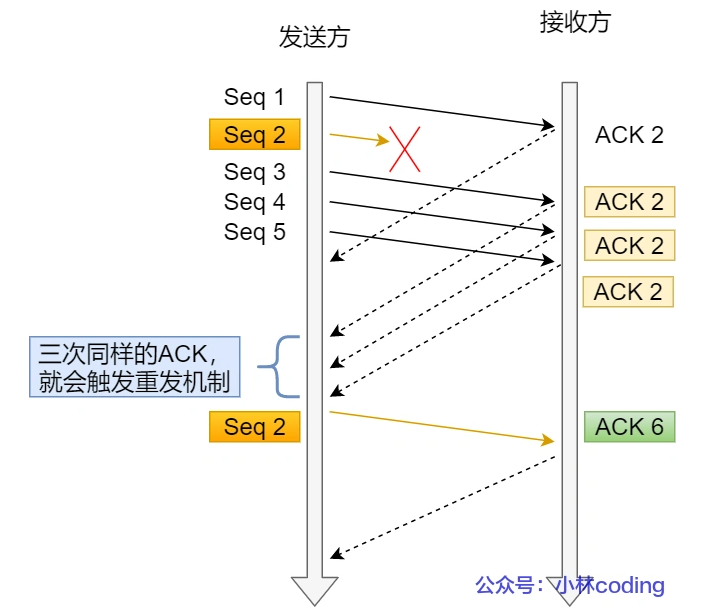 发送方
接收方
Seq 1
Seq 2
ACK 2
Seq 3
Seq 4
ACK 2
Seq 5
ACK 2
ACK 2
三次同样的ACK，
就会触发重发机制
Seq 2
ACK 6
公众号：小林coding